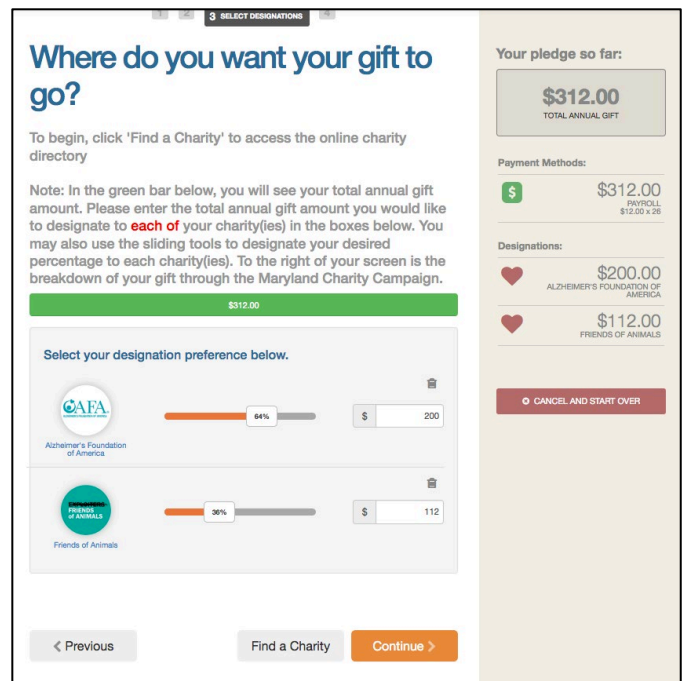 1 2 3 SELECT DESIGNATIONS 4
Where do you want your gift to
go?
To begin, click 'Find a Charity' to access the online charity
directory
Note: In the green bar below, you will see your total annual gift
amount. Please enter the total annual gift amount you would like
to designate to each of your charity(ies) in the boxes below. You
may also use the sliding tools to designate your desired
percentage to each charity(ies). To the right of your screen is the
breakdown of your gift through the Maryland Charity Campaign.
$312.00
Select your designation preference below.
AFA
64%
$ 200
Alzheimer's Foundation
of America
FRIENDS
of ANIMALS
36%
$ 112
Friends of Animals
Previous
Find a Charity
Continue
Your pledge so far:
$312.00
TOTAL ANNUAL GIFT
Payment Methods:
$
$312.00
PAYROLL
$12.00 x 26
Designations:
$200.00
ALZHEIMER'S FOUNDATION OF
AMERICA
$112.00
FRIENDS OF ANIMALS
CANCEL AND START OVER